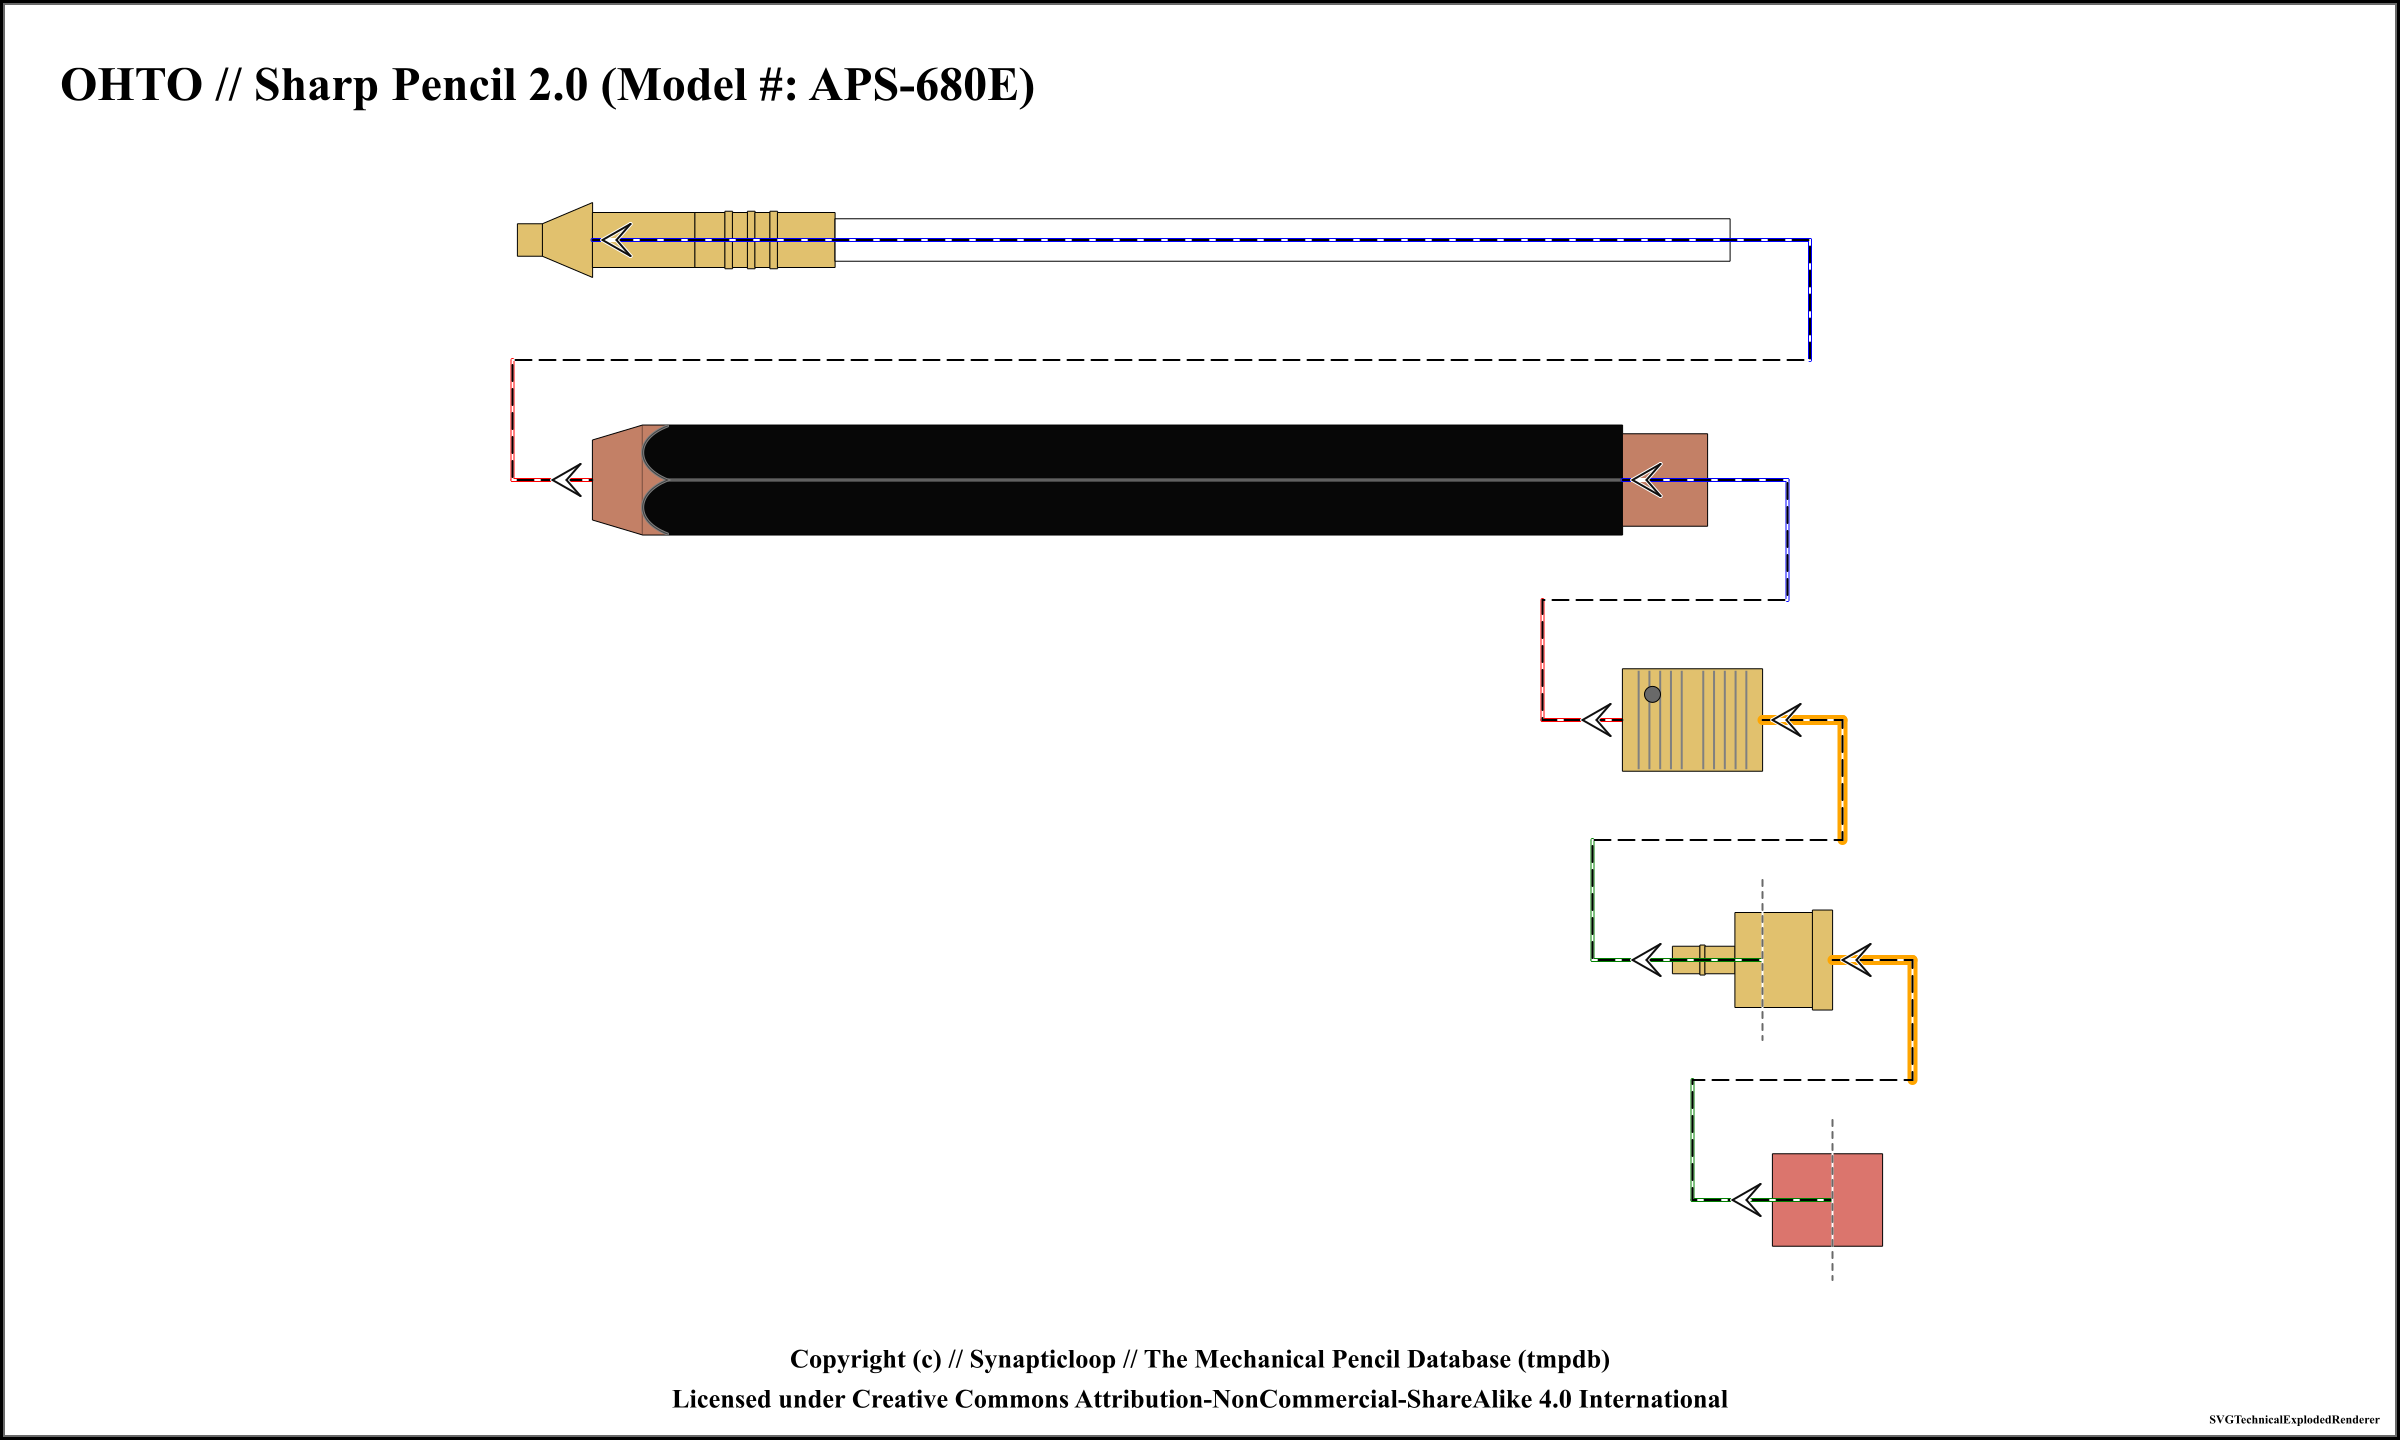 OHTO // Sharp Pencil 2.0 (Model #: APS-680E)
Copyright (c) // Synapticloop // The Mechanical Pencil Database (tmpdb)
Licensed under Creative Commons Attribution-NonCommercial-ShareAlike 4.0 International
SVGTechnicalExplodedRenderer